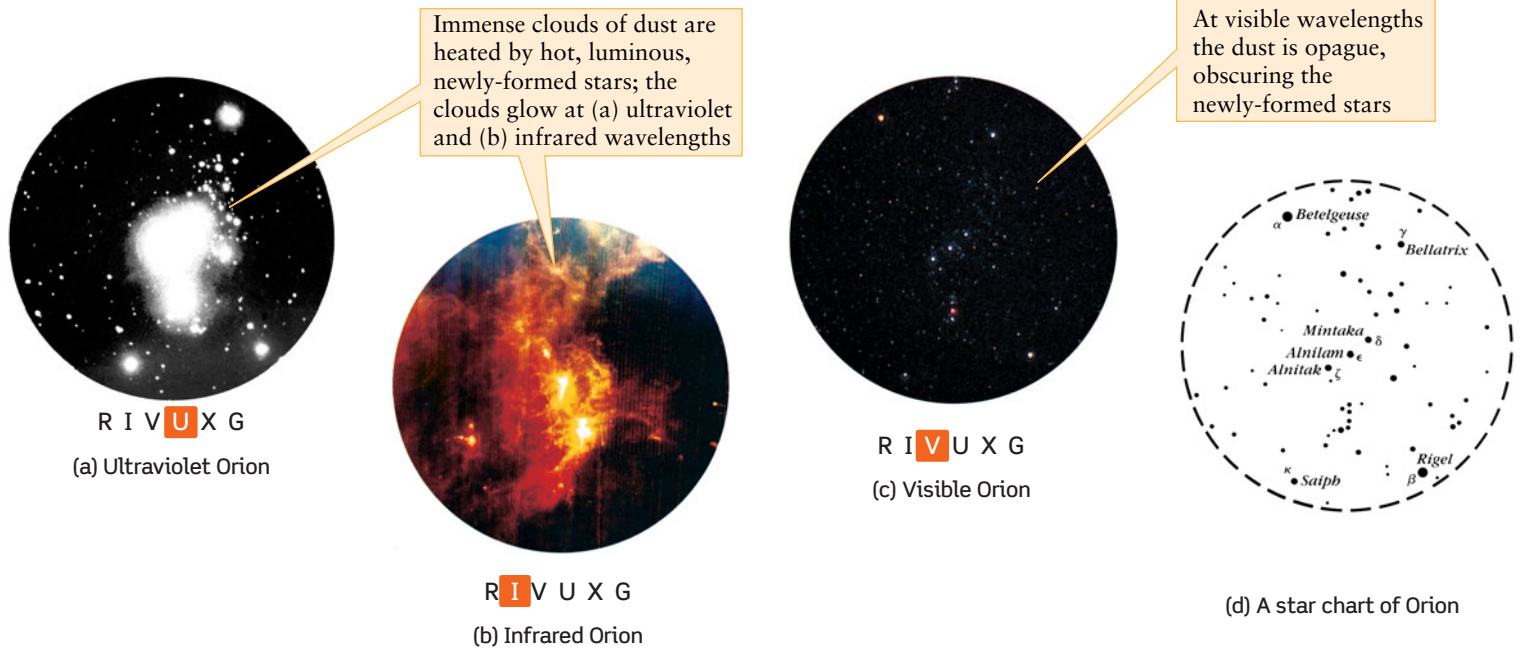 Immense clouds of dust are
heated by hot, luminous,
newly-formed stars; the
clouds glow at (a) ultraviolet
and (b) infrared wavelengths
At visible wavelengths
the dust is opague,
obscuring the
newly-formed stars
R I V U X G
(a) Ultraviolet Orion
R I V U X G
(b) Infrared Orion
R I V U X G
(c) Visible Orion
α Betelgeuse
γ
Bellatrix
Mintaka δ
Alnilam ϵ
Alnitak ζ
κ Saiph
Rigel
β
(d) A star chart of Orion